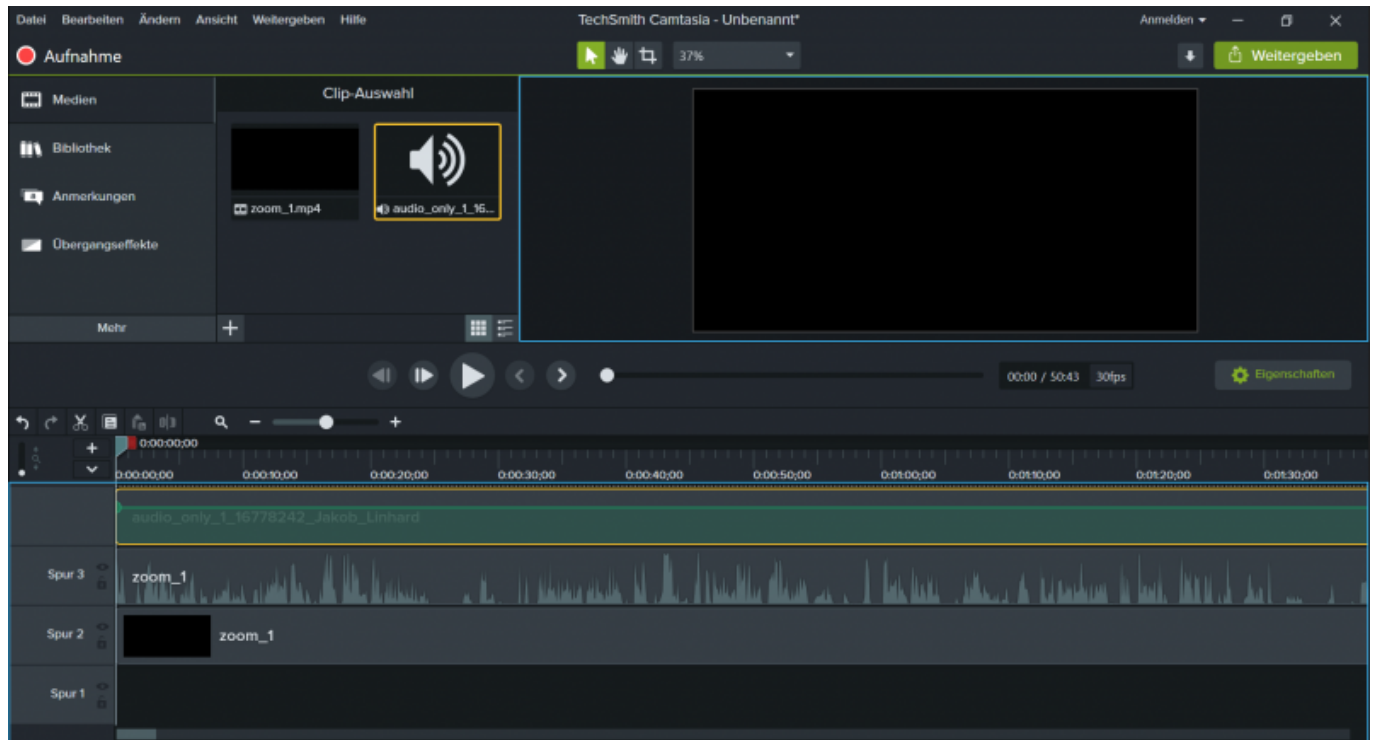 Datei Bearbeiten Ändern Ansicht Weitergeben Hilfe TechSmith Camtasia - Unbenannt* Anmelden
Aufnahme 37% Weitergeben
Medien
Clip-Auswahl
Bibliothek
Anmerkungen
Übergangseffekte
zoom_1.mp4 audio_only_1_16...
Mehr
00:00 / 50:43 30fps Eigenschaften
0:00:00;00
0:00:00;00 0:00:10;00 0:00:20;00 0:00:30;00 0:00:40;00 0:00:50;00 0:01:00;00 0:01:10;00 0:01:20;00 0:01:30;00
audio_only_1_16778242_Jakob_Linhard
Spur 3 zoom_1
Spur 2 zoom_1
Spur 1